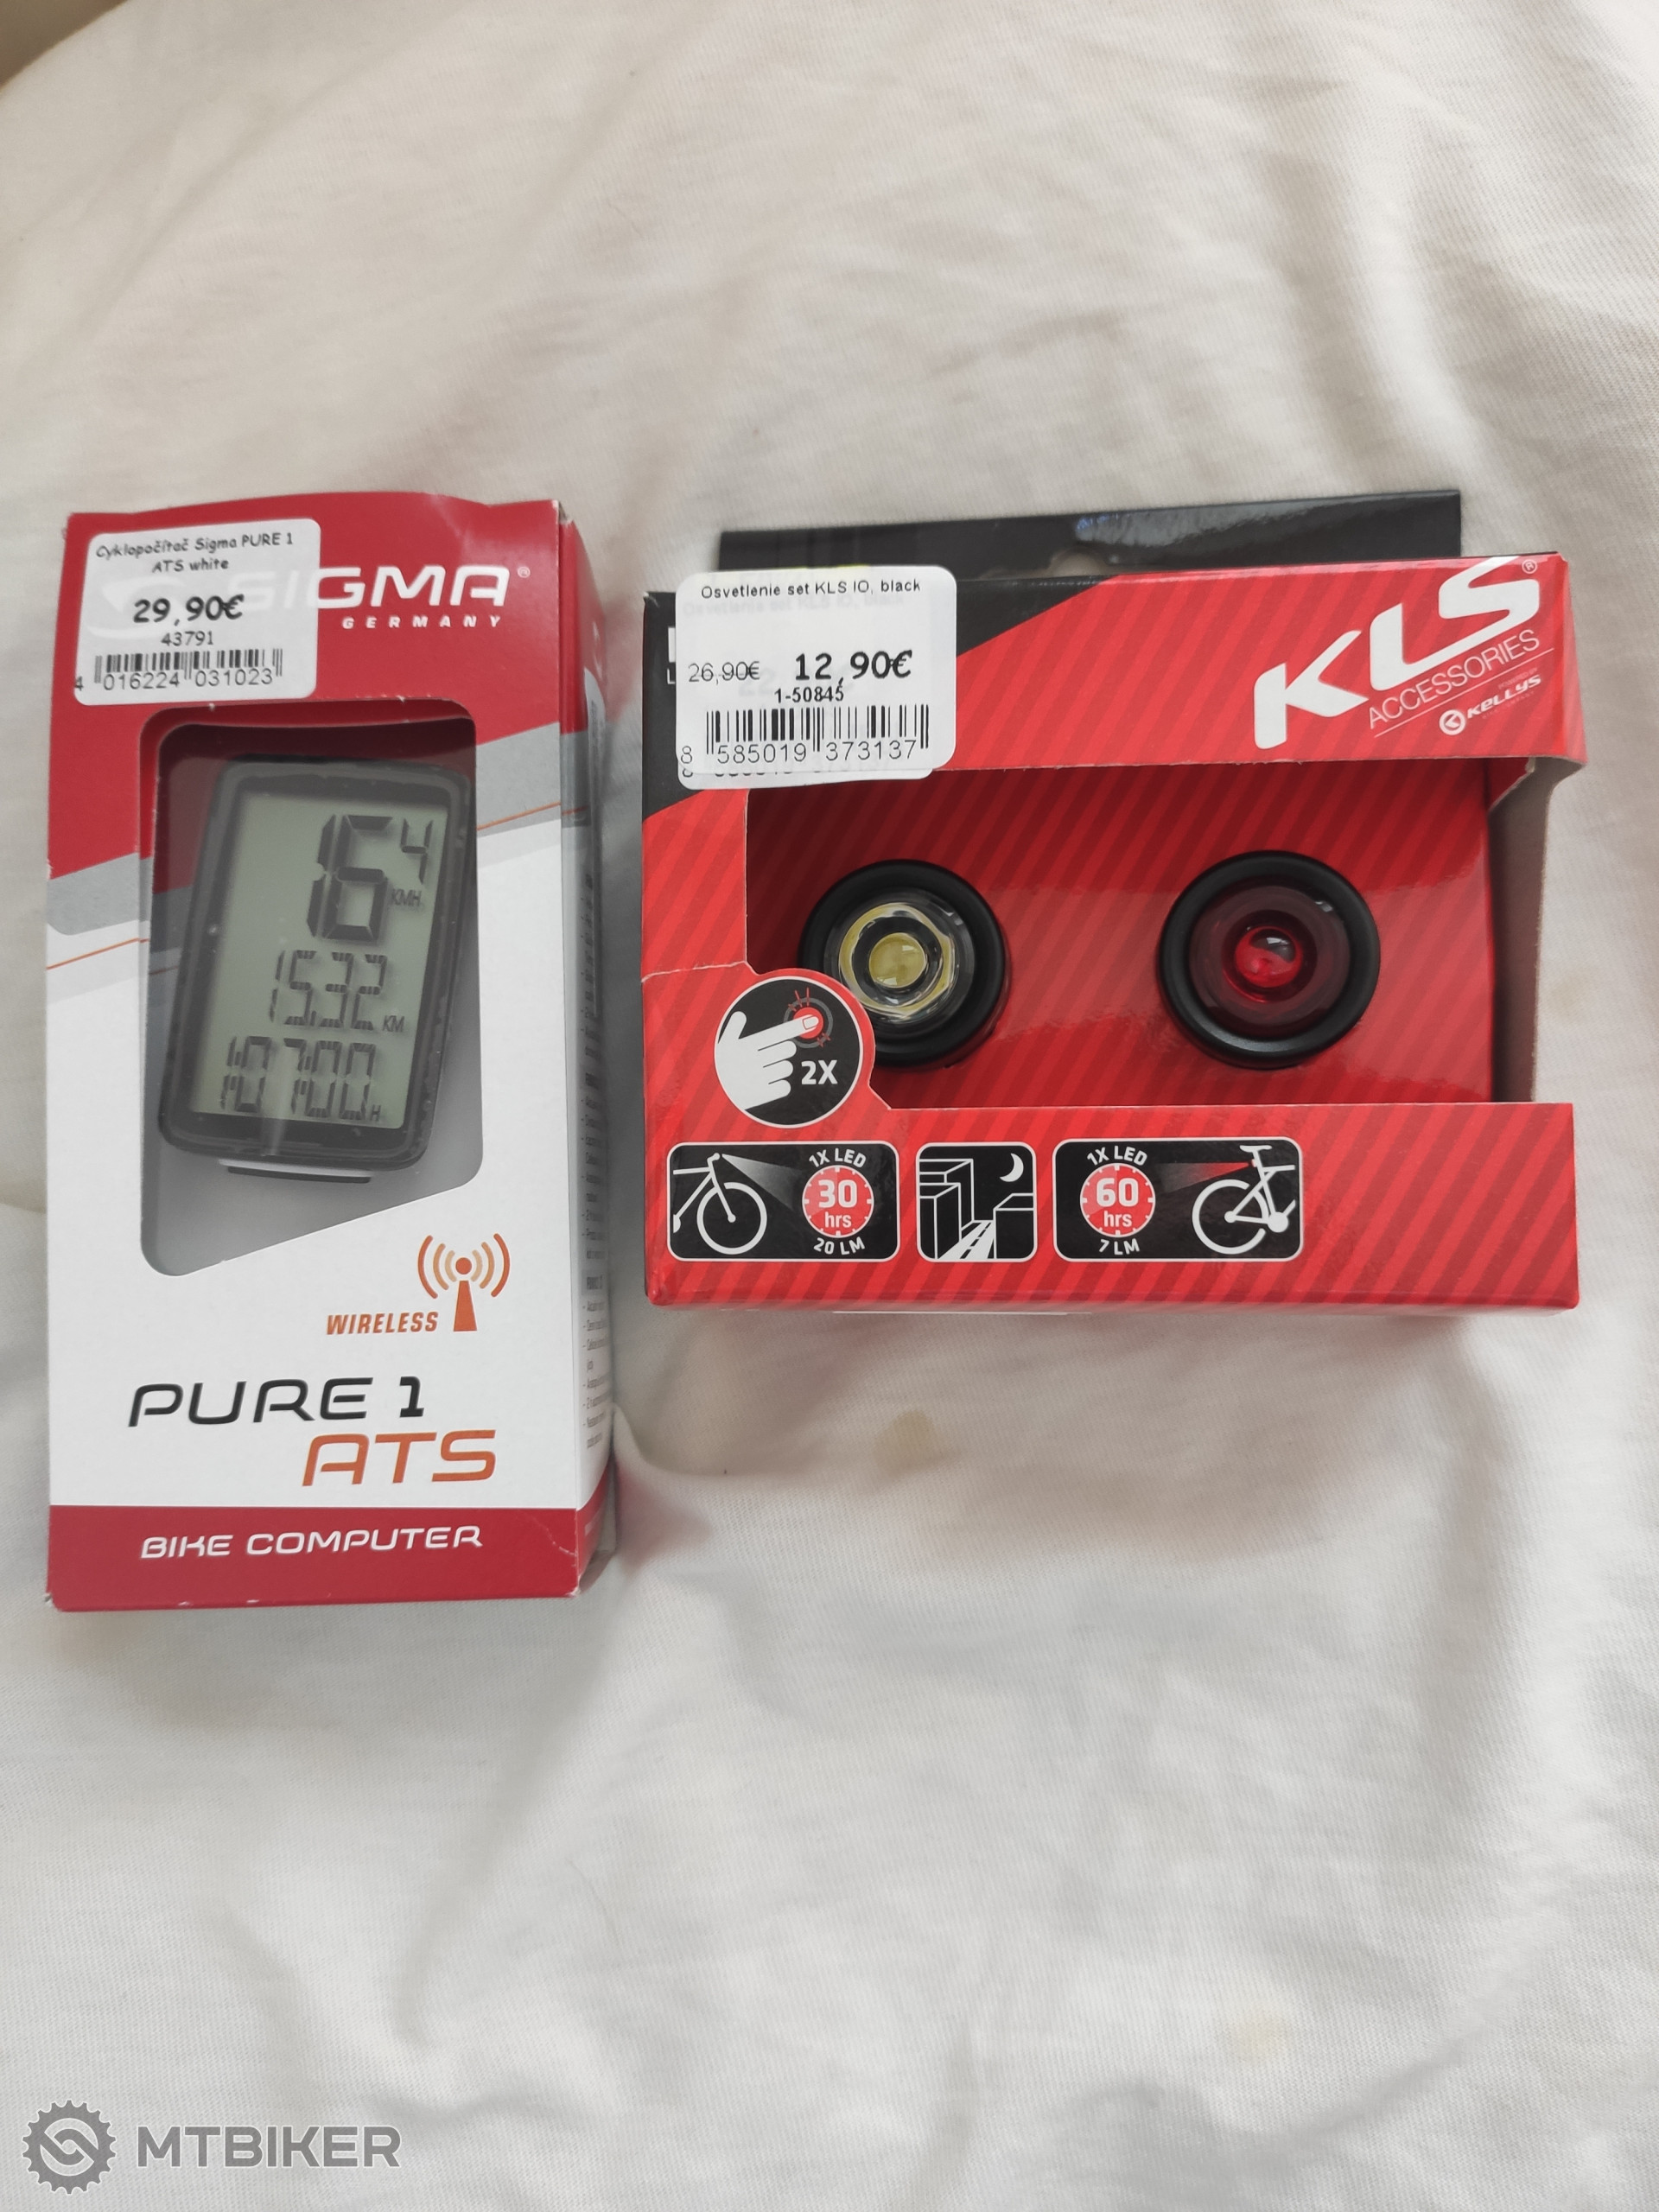 Cyklopočítač Sigma PURE 1
ATS white
29,90€
43791
4 016224 031023
SIGMA®
GERMANY
16 4
KMH
15.32 KM
10 7:00 H
WIRELESS
PURE 1
ATS
BIKE COMPUTER
Osvetlenie set KLS IO, black
26,90€ 12,90€
1-50845
8 585019 373137
KLS®
ACCESSORIES
KELLYS
2X
1X LED
30
hrs
20 LM
1X LED
60
hrs
7 LM
MTBIKER